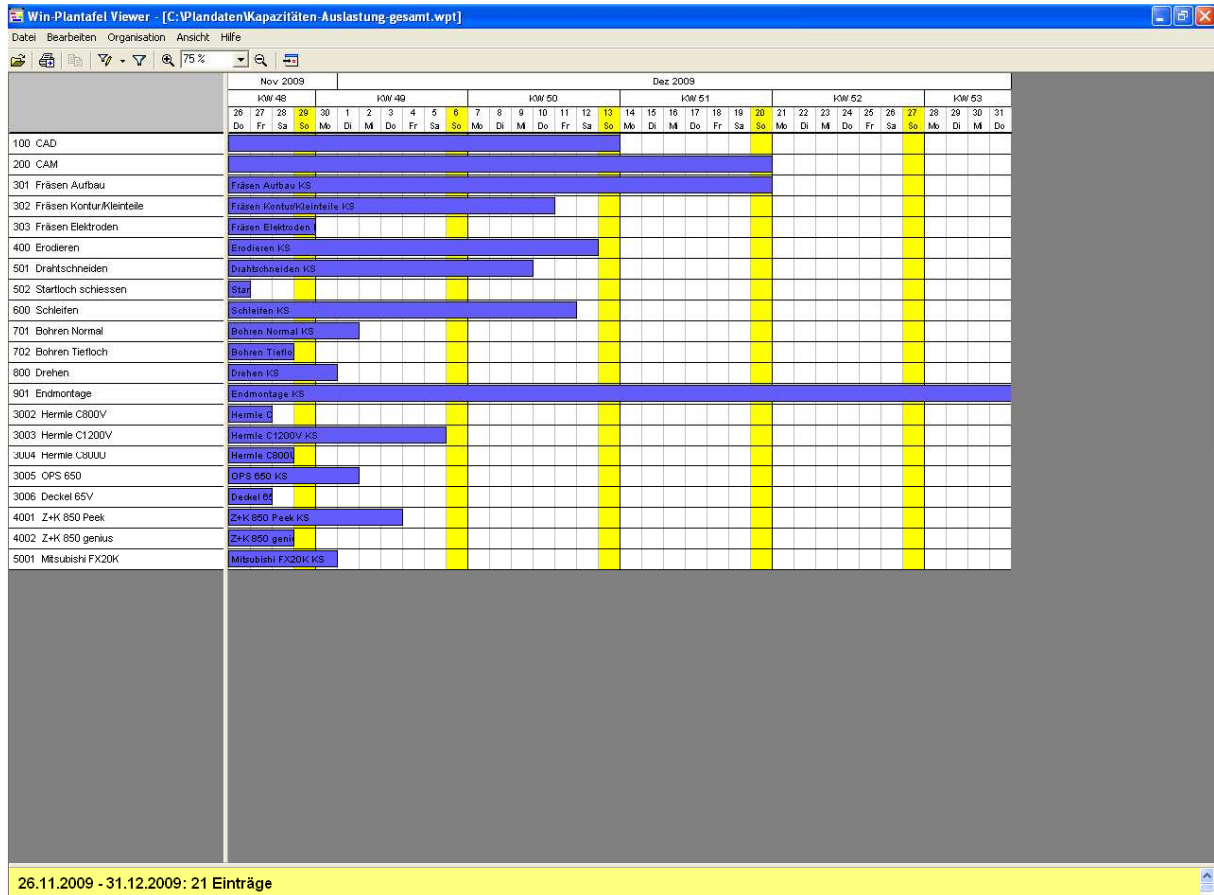 Win-Plantafel Viewer - [C:\Plandaten\Kapazitäten-Auslastung-gesamt.wpt]
Datei Bearbeiten Organisation Ansicht Hilfe
75 %
Nov 2009 Dez 2009
KW 48 KW 49 KW 50 KW 51 KW 52 KW 53
26 27 28 29 30 1 2 3 4 5 6 7 8 9 10 11 12 13 14 15 16 17 18 19 20 21 22 23 24 25 26 27 28 29 30 31
Do Fr Sa So Mo Di Mi Do Fr Sa So Mo Di Mi Do Fr Sa So Mo Di Mi Do Fr Sa So Mo Di Mi Do Fr Sa So Mo Di Mi Do
100 CAD
200 CAM
301 Fräsen Aufbau Fräsen Aufbau KS
302 Fräsen Kontur/Kleinteile Fräsen Kontur/Kleinteile KS
303 Fräsen Elektroden Fräsen Elektroden
400 Erodieren Erodieren KS
501 Drahtschneiden Drahtschneiden KS
502 Startloch schiessen Star
600 Schleifen Schleifen KS
701 Bohren Normal Bohren Normal KS
702 Bohren Tiefloch Bohren Tieflo
800 Drehen Drehen KS
901 Endmontage Endmontage KS
3002 Hermle C800V Hermle C
3003 Hermle C1200V Hermle C1200V KS
3004 Hermle C800U Hermle C800U
3005 OPS 650 OPS 650 KS
3006 Deckel 65V Deckel 65
4001 Z+K 850 Peek Z+K 850 Peek KS
4002 Z+K 850 genius Z+K 850 geni
5001 Mitsubishi FX20K Mitsubishi FX20K KS
26.11.2009 - 31.12.2009: 21 Einträge